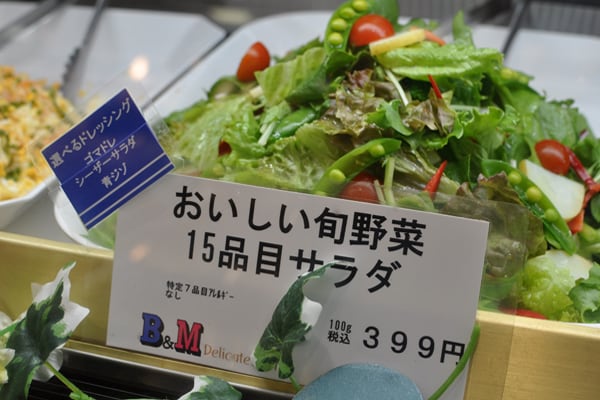 選べるドレッシング
ゴマドレ
シーザーサラダ
青ジソ
おいしい旬野菜
15品目サラダ
特定7品目アレルギー
なし
B&M Delicate
100g
税込 399円